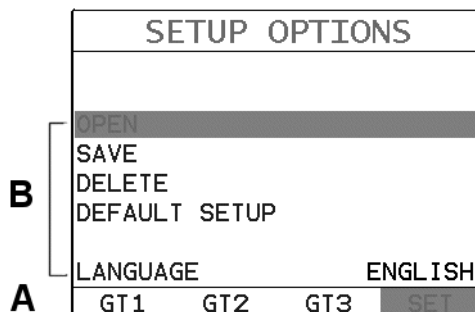 SETUP OPTIONS
OPEN
SAVE
DELETE
DEFAULT SETUP
LANGUAGE ENGLISH
GT1 GT2 GT3 SET
B
A